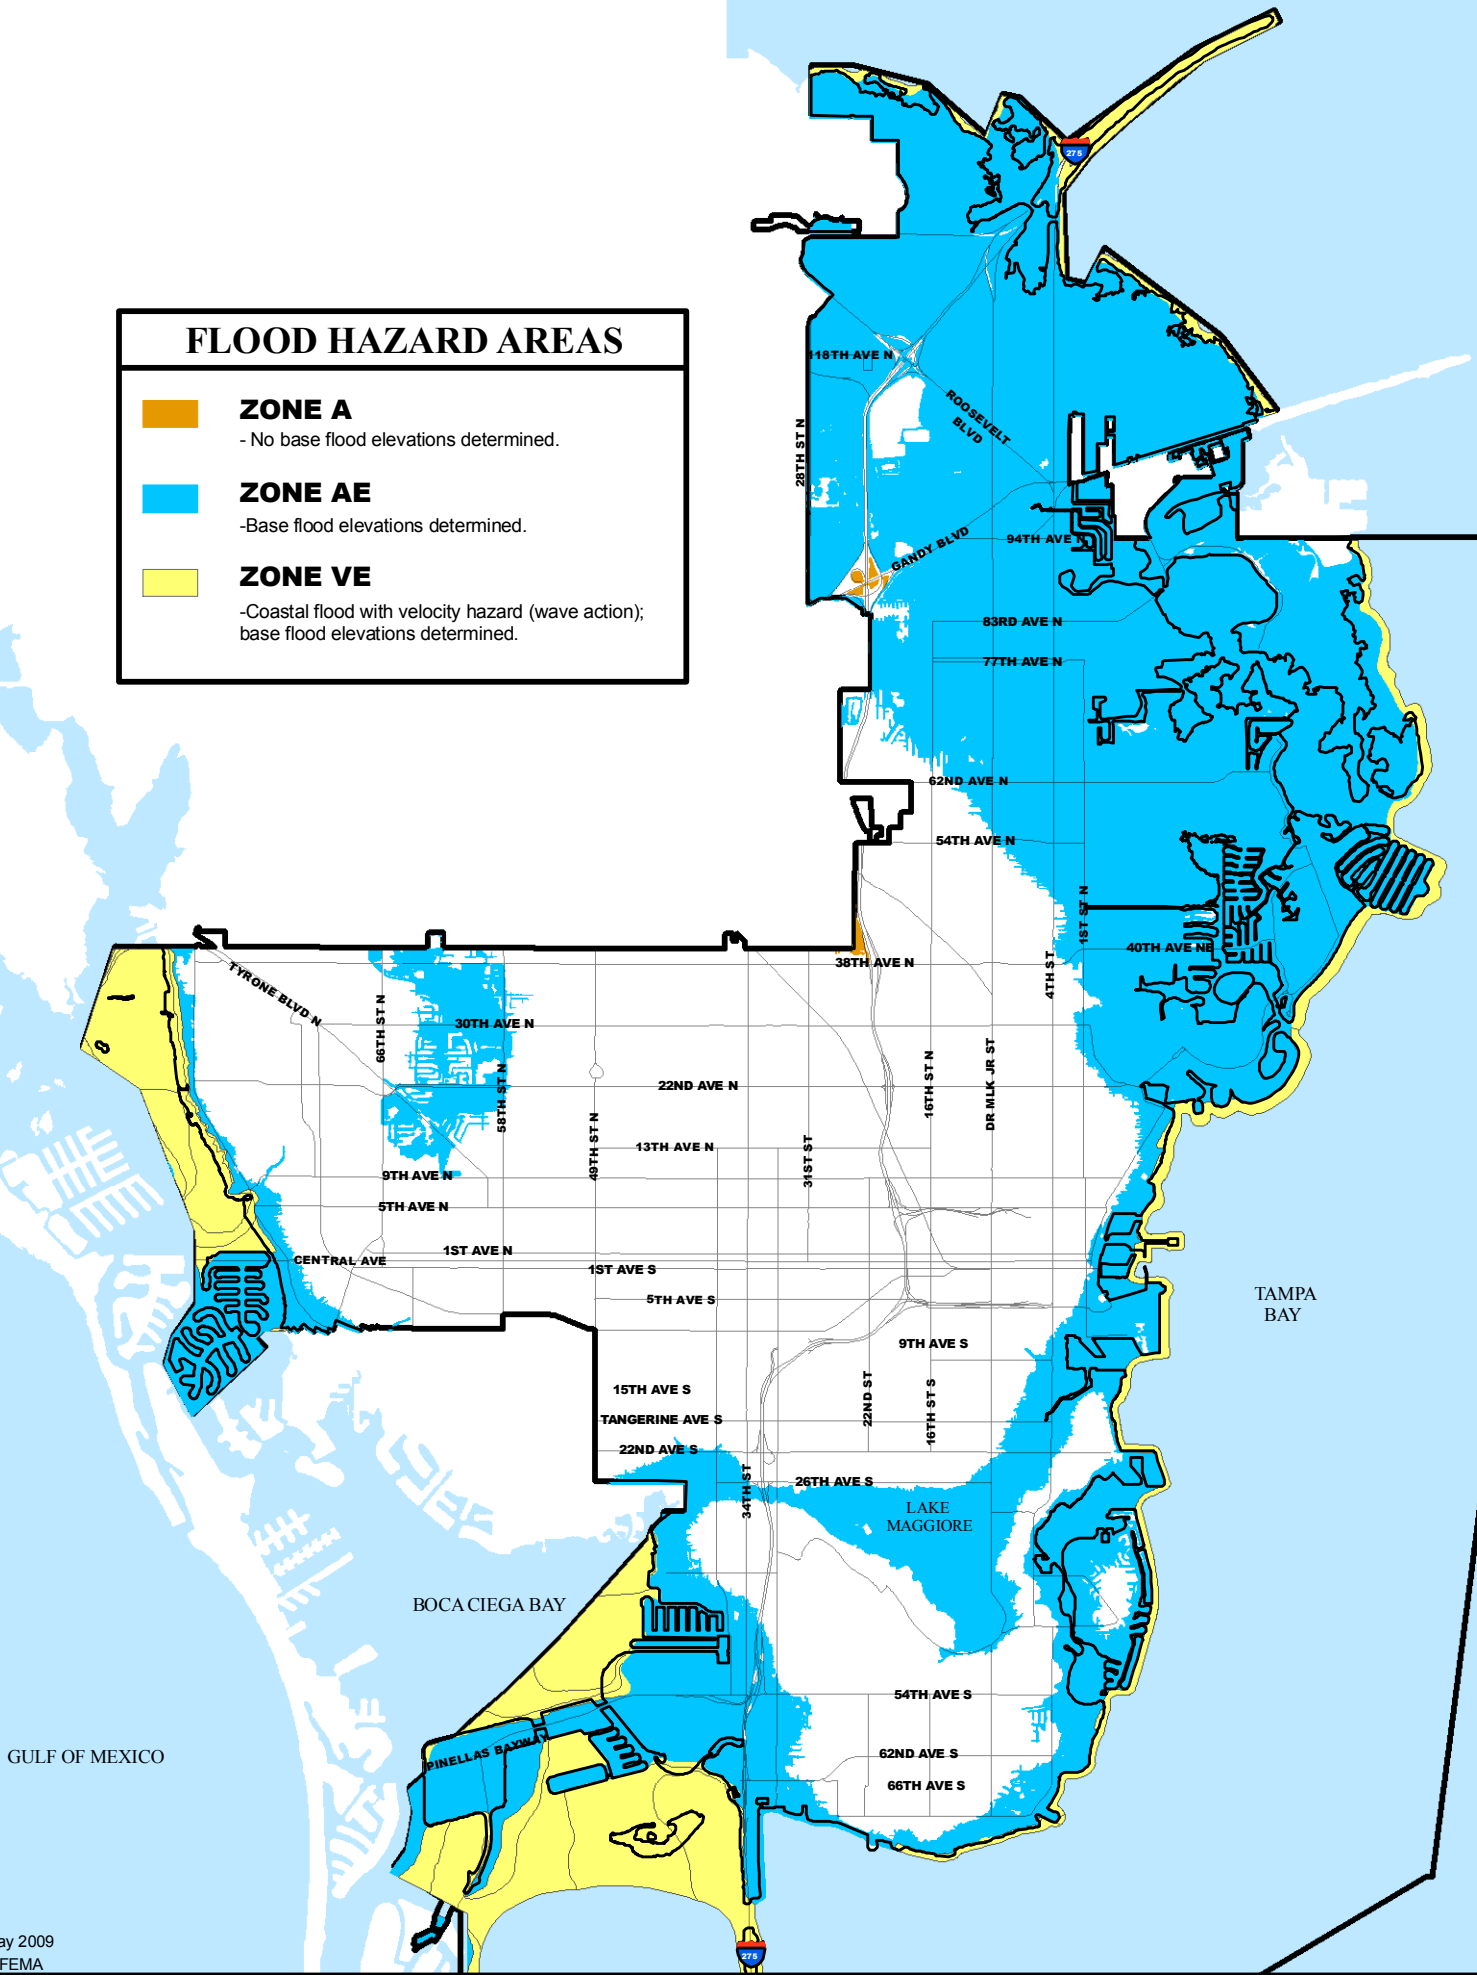 275
FLOOD HAZARD AREAS
ZONE A
- No base flood elevations determined.
ZONE AE
-Base flood elevations determined.
ZONE VE
-Coastal flood with velocity hazard (wave action);
base flood elevations determined.
118TH AVE N
ROOSEVELT
BLVD
28TH ST N
GANDY BLVD
94TH AVE N
83RD AVE N
77TH AVE N
62ND AVE N
54TH AVE N
1ST ST N
40TH AVE NE
38TH AVE N
4TH ST
TYRONE BLVD N
66TH ST N
30TH AVE N
58TH ST N
22ND AVE N
16TH ST N
DR MLK JR ST
49TH ST N
13TH AVE N
31ST ST
9TH AVE N
5TH AVE N
1ST AVE N
CENTRAL AVE
1ST AVE S
5TH AVE S
TAMPA
BAY
9TH AVE S
15TH AVE S
22ND ST
16TH ST S
TANGERINE AVE S
22ND AVE S
34TH ST
26TH AVE S
LAKE
MAGGIORE
BOCA CIEGA BAY
54TH AVE S
PINELLAS BAYWAY
62ND AVE S
GULF OF MEXICO
66TH AVE S
ay 2009
FEMA
275